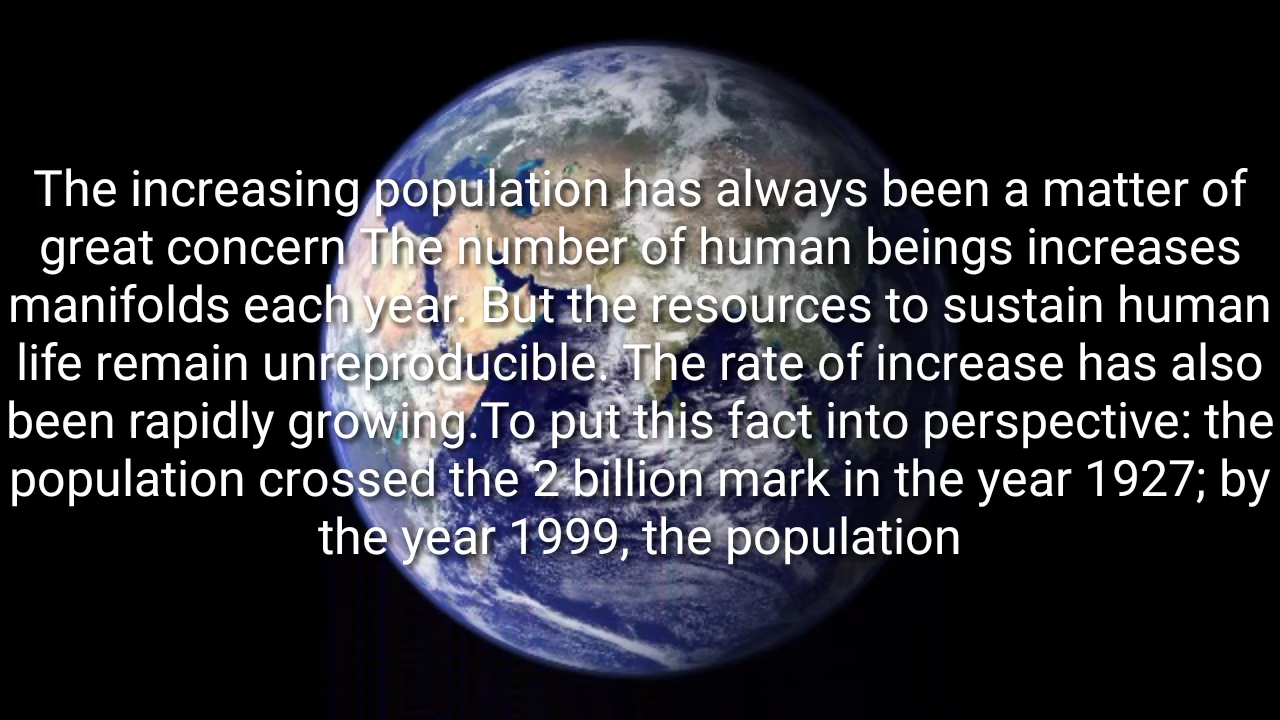 The increasing population has always been a matter of
great concern The number of human beings increases
manifolds each year. But the resources to sustain human
life remain unreproducible. The rate of increase has also
been rapidly growing.To put this fact into perspective: the
population crossed the 2 billion mark in the year 1927; by
the year 1999, the population